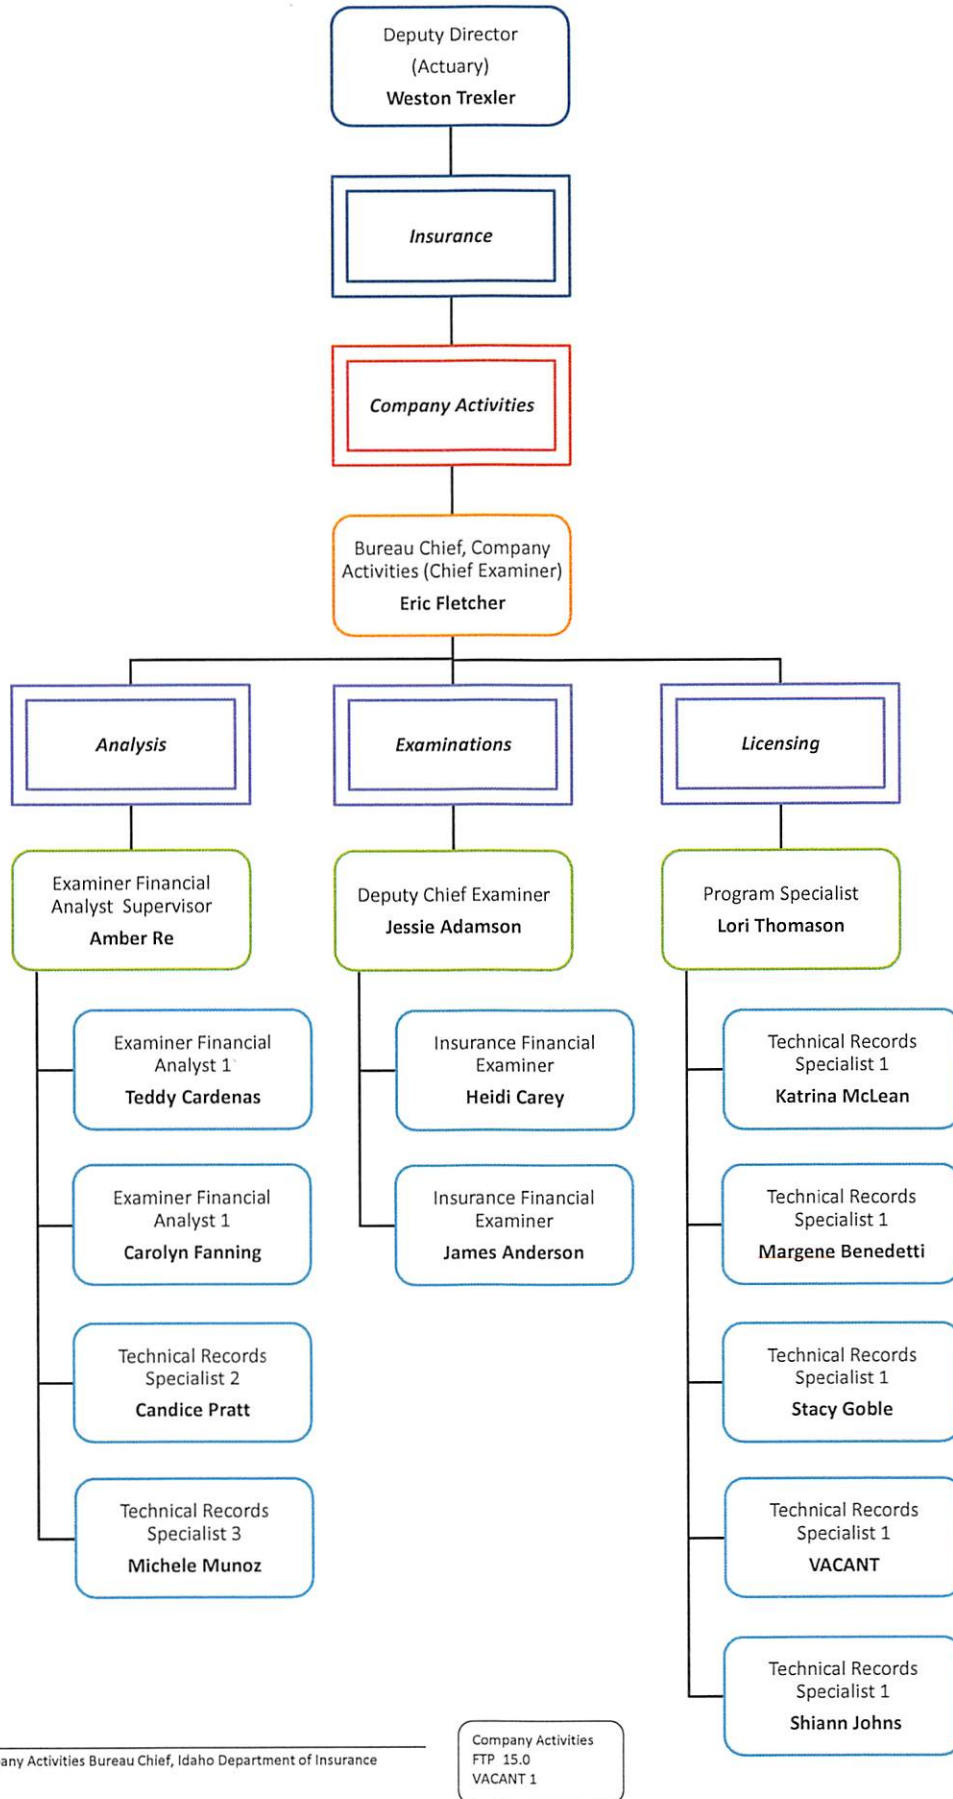 Deputy Director
(Actuary)
Weston Trexler
Insurance
Company Activities
Bureau Chief, Company
Activities (Chief Examiner)
Eric Fletcher
Analysis
Examinations
Licensing
Examiner Financial
Analyst Supervisor
Amber Re
Deputy Chief Examiner
Jessie Adamson
Program Specialist
Lori Thomason
Examiner Financial
Analyst 1
Teddy Cardenas
Insurance Financial
Examiner
Heidi Carey
Technical Records
Specialist 1
Katrina McLean
Examiner Financial
Analyst 1
Carolyn Fanning
Insurance Financial
Examiner
James Anderson
Technical Records
Specialist 1
Margene Benedetti
Technical Records
Specialist 2
Candice Pratt
Technical Records
Specialist 1
Stacy Goble
Technical Records
Specialist 3
Michele Munoz
Technical Records
Specialist 1
VACANT
Technical Records
Specialist 1
Shiann Johns
any Activities Bureau Chief, Idaho Department of Insurance
Company Activities
FTP 15.0
VACANT 1